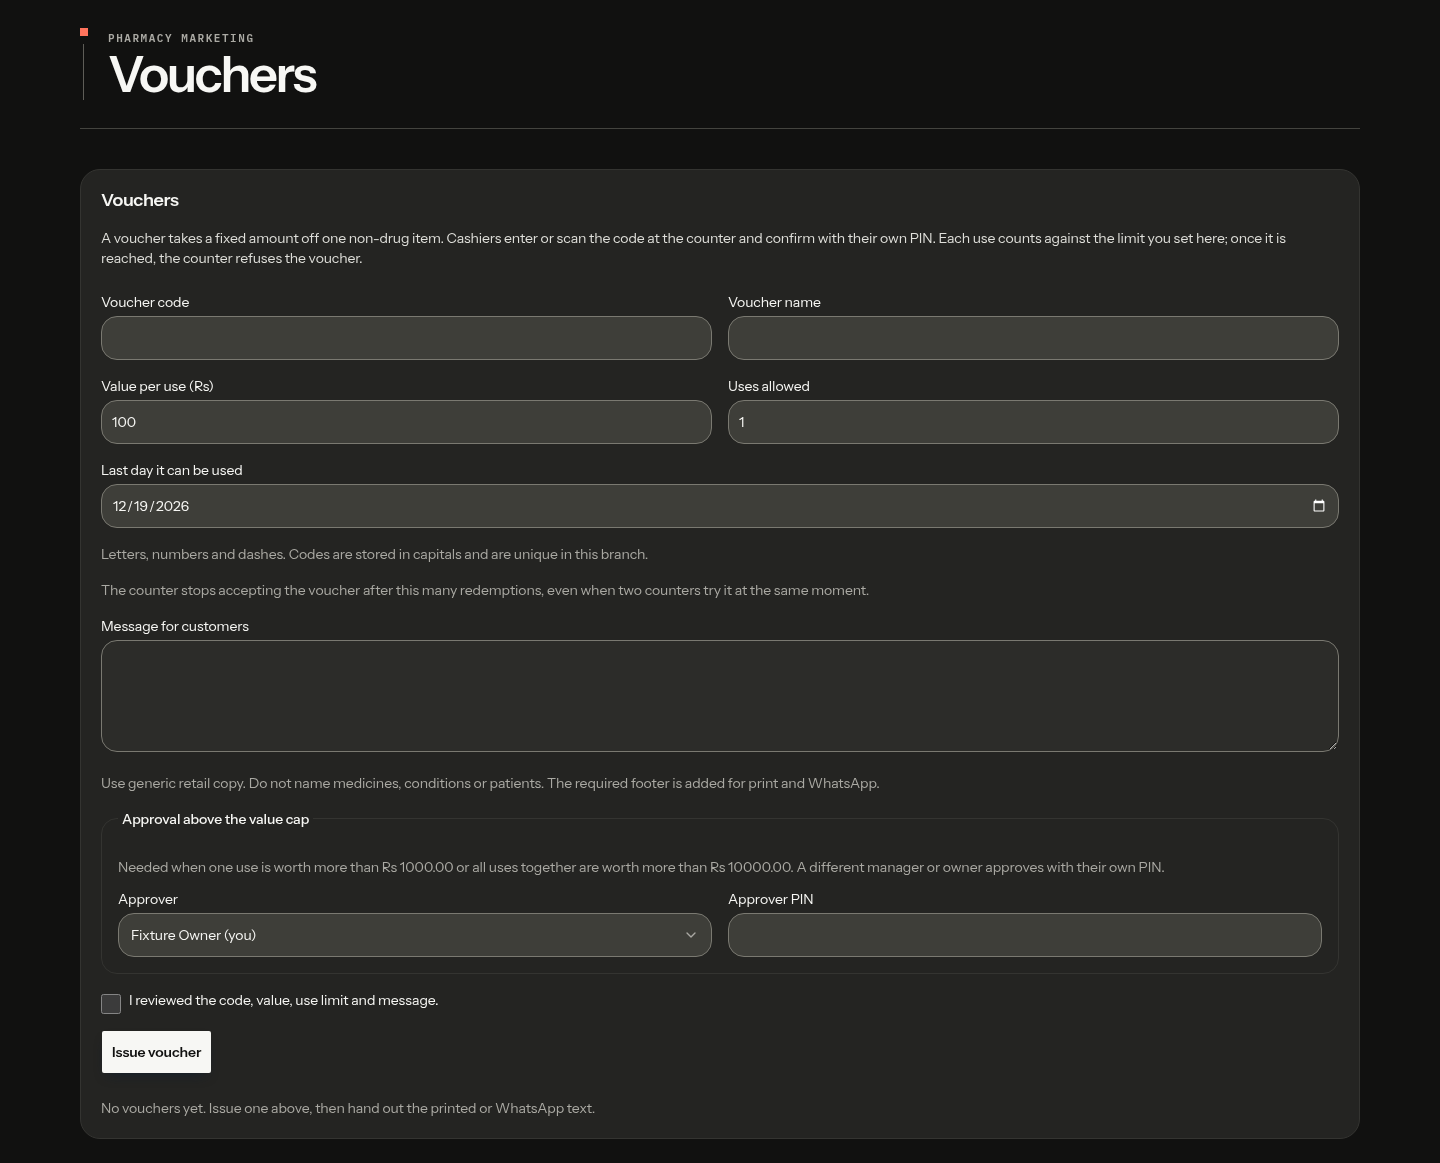 PHARMACY MARKETING
Vouchers
Vouchers
A voucher takes a fixed amount off one non-drug item. Cashiers enter or scan the code at the counter and confirm with their own PIN. Each use counts against the limit you set here; once it is
reached, the counter refuses the voucher.
Voucher code
Voucher name
Value per use (Rs)
Uses allowed
100
1
Last day it can be used
12/19/2026
Letters, numbers and dashes. Codes are stored in capitals and are unique in this branch.
The counter stops accepting the voucher after this many redemptions, even when two counters try it at the same moment.
Message for customers
Use generic retail copy. Do not name medicines, conditions or patients. The required footer is added for print and WhatsApp.
Approval above the value cap
Needed when one use is worth more than Rs 1000.00 or all uses together are worth more than Rs 10000.00. A different manager or owner approves with their own PIN.
Approver
Approver PIN
Fixture Owner (you)
I reviewed the code, value, use limit and message.
Issue voucher
No vouchers yet. Issue one above, then hand out the printed or WhatsApp text.